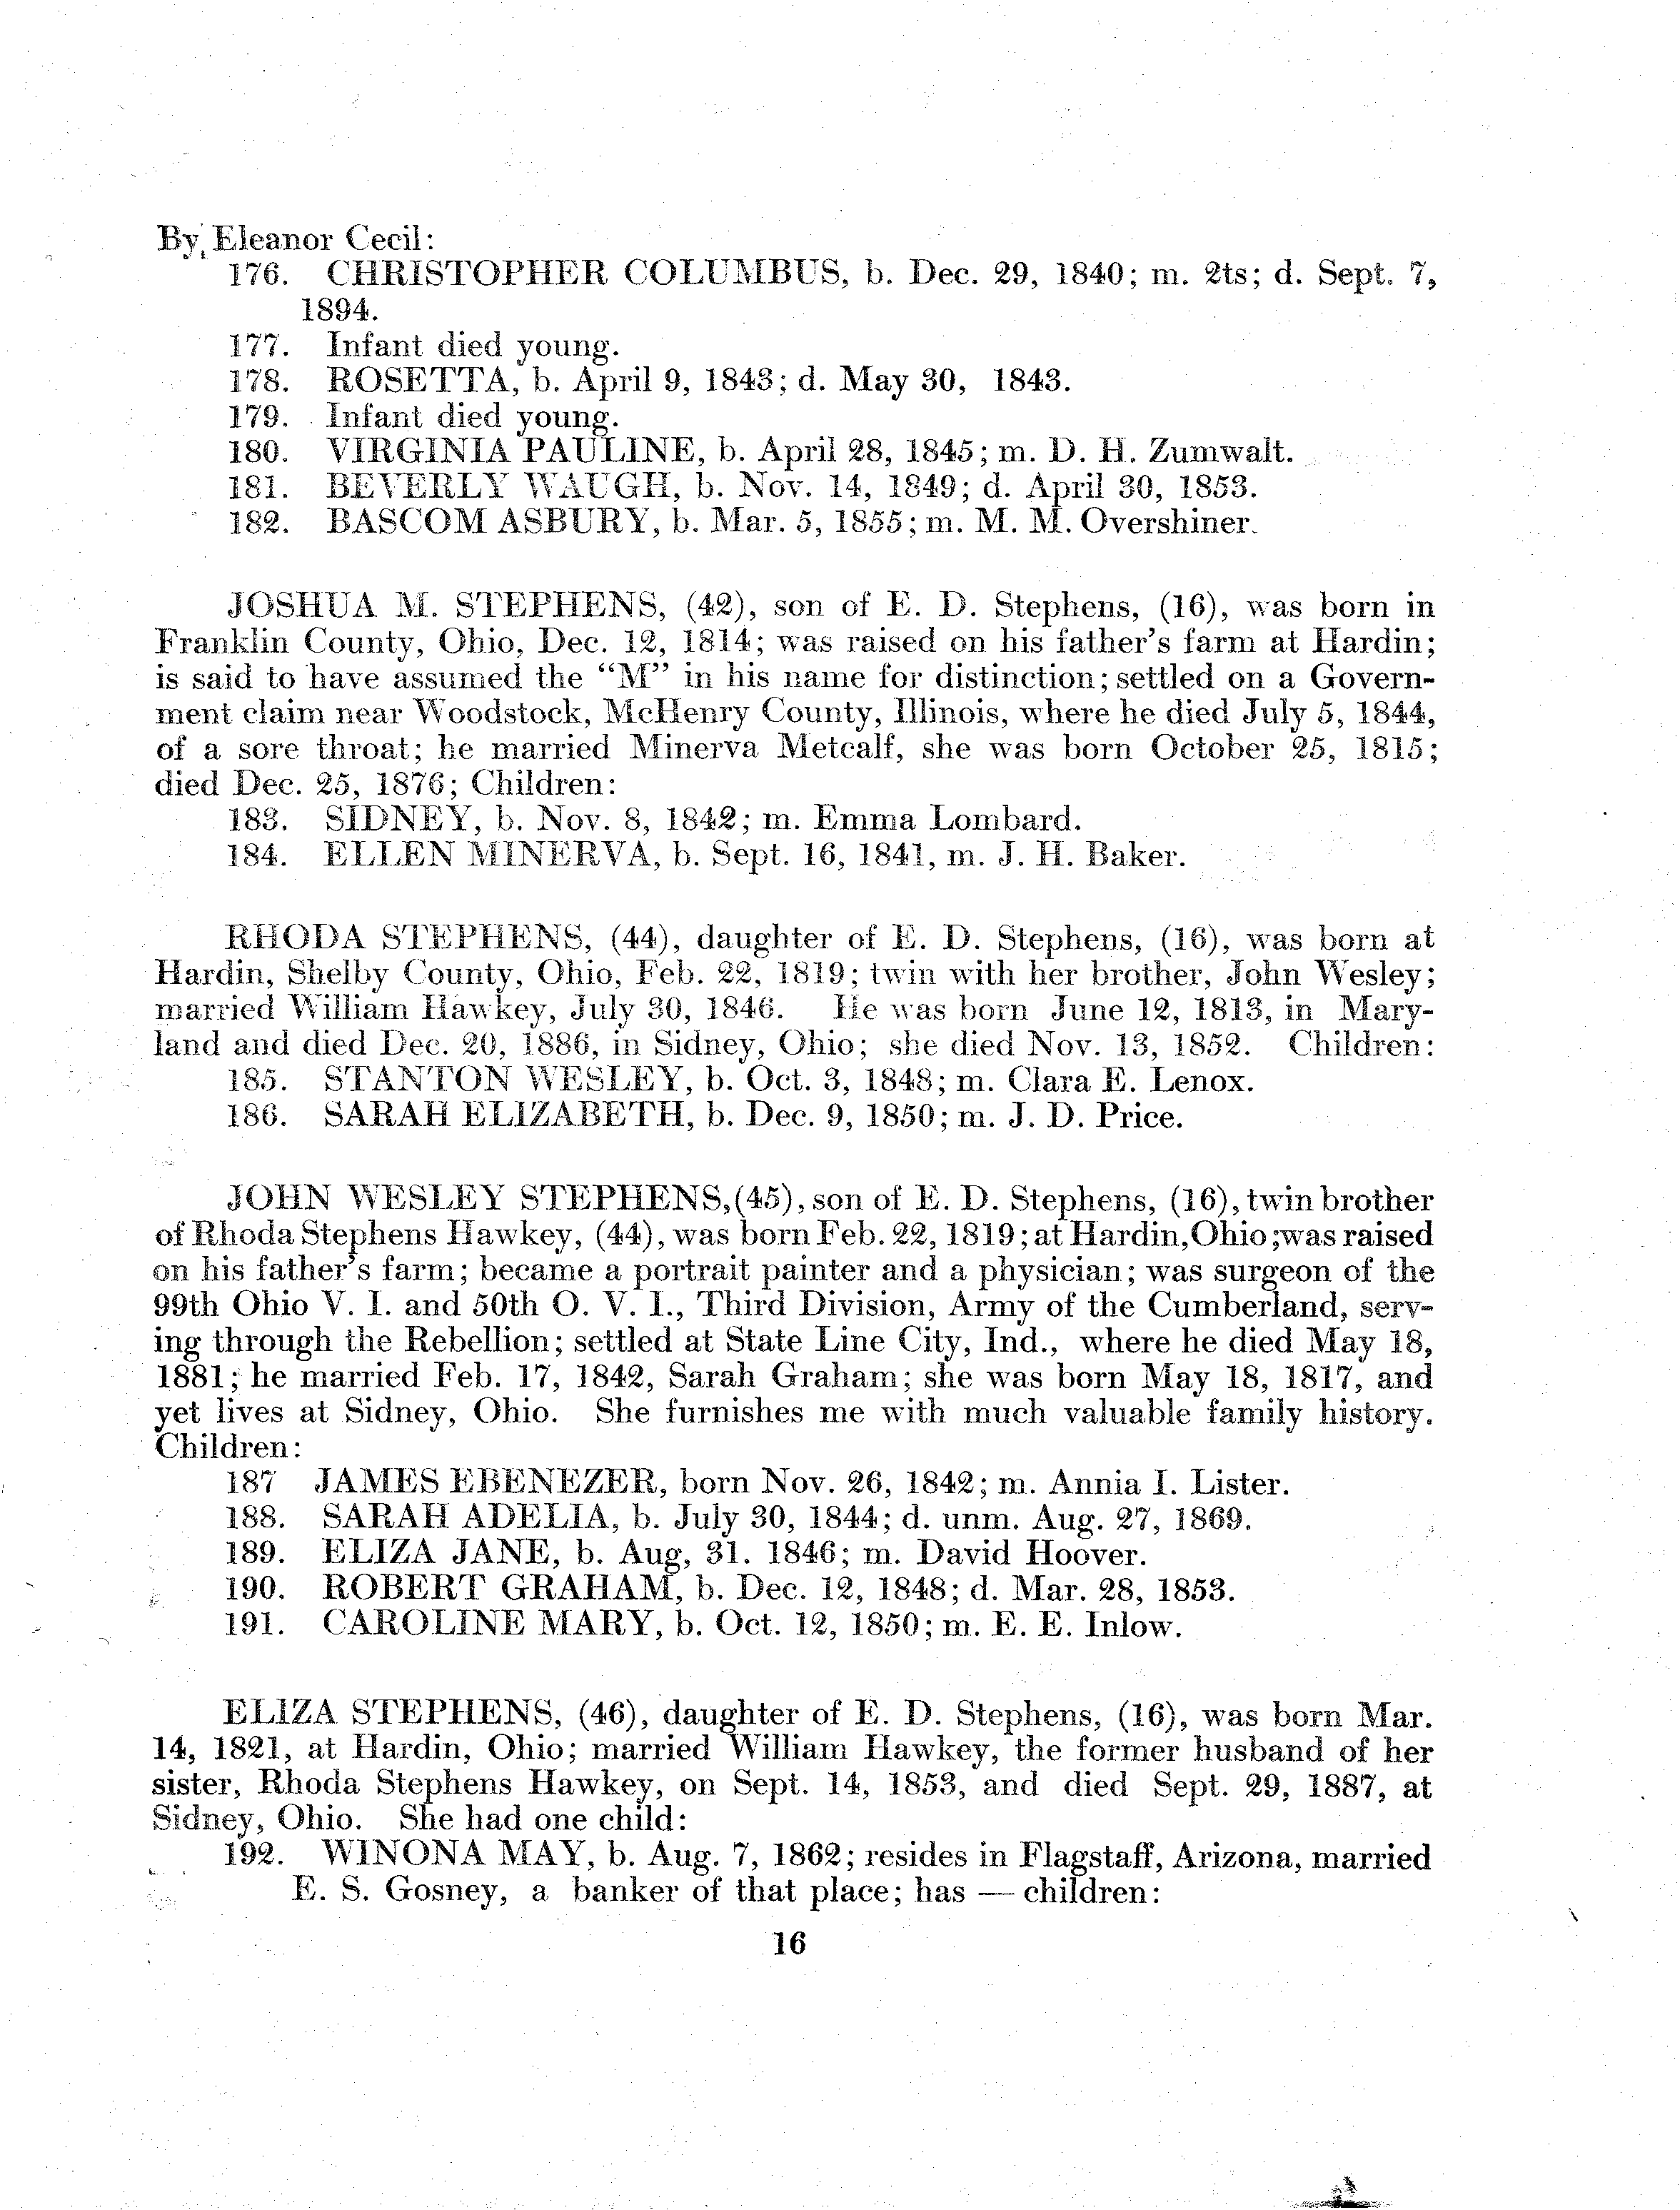 By Eleanor Cecil:
176. CHRISTOPHER COLUMBUS, b. Dec. 29, 1840; m. 2ts; d. Sept. 7,
1894.
177. Infant died young.
178. ROSETTA, b. April 9, 1843; d. May 30, 1843.
179. Infant died young.
180. VIRGINIA PAULINE, b. April 28, 1845; m. D. H. Zumwalt.
181. BEVERLY WAUGH, b. Nov. 14, 1849; d. April 30, 1853.
182. BASCOM ASBURY, b. Mar. 5, 1855; m. M. M. Overshiner.
JOSHUA M. STEPHENS, (42), son of E. D. Stephens, (16), was born in
Franklin County, Ohio, Dec. 12, 1814; was raised on his father's farm at Hardin;
is said to have assumed the "M" in his name for distinction; settled on a Govern-
ment claim near Woodstock, McHenry County, Illinois, where he died July 5, 1844,
of a sore throat; he married Minerva Metcalf, she was born October 25, 1815;
died Dec. 25, 1876; Children:
183. SIDNEY, b. Nov. 8, 1842; m. Emma Lombard.
184. ELLEN MINERVA, b. Sept. 16, 1841, m. J. H. Baker.
RHODA STEPHENS, (44), daughter of E. D. Stephens, (16), was born at
Hardin, Shelby County, Ohio, Feb. 22, 1819; twin with her brother, John Wesley;
married William Hawkey, July 30, 1846. He was born June 12, 1813, in Mary-
land and died Dec. 20, 1886, in Sidney, Ohio; she died Nov. 13, 1852. Children:
185. STANTON WESLEY, b. Oct. 3, 1848; m. Clara E. Lenox.
186. SARAH ELIZABETH, b. Dec. 9, 1850; m. J. D. Price.
JOHN WESLEY STEPHENS, (45), son of E. D. Stephens, (16), twin brother
of Rhoda Stephens Hawkey, (44), was born Feb. 22, 1819; at Hardin, Ohio; was raised
on his father's farm; became a portrait painter and a physician; was surgeon of the
99th Ohio V. I. and 50th O. V. I., Third Division, Army of the Cumberland, serv-
ing through the Rebellion; settled at State Line City, Ind., where he died May 18,
1881; he married Feb. 17, 1842, Sarah Graham; she was born May 18, 1817, and
yet lives at Sidney, Ohio. She furnishes me with much valuable family history.
Children:
187 JAMES EBENEZER, born Nov. 26, 1842; m. Annia I. Lister.
188. SARAH ADELIA, b. July 30, 1844; d. unm. Aug. 27, 1869.
189. ELIZA JANE, b. Aug, 31. 1846; m. David Hoover.
190. ROBERT GRAHAM, b. Dec. 12, 1848; d. Mar. 28, 1853.
191. CAROLINE MARY, b. Oct. 12, 1850; m. E. E. Inlow.
ELIZA STEPHENS, (46), daughter of E. D. Stephens, (16), was born Mar.
14, 1821, at Hardin, Ohio; married William Hawkey, the former husband of her
sister, Rhoda Stephens Hawkey, on Sept. 14, 1853, and died Sept. 29, 1887, at
Sidney, Ohio. She had one child:
192. WINONA MAY, b. Aug. 7, 1862; resides in Flagstaff, Arizona, married
E. S. Gosney, a banker of that place; has — children:
16